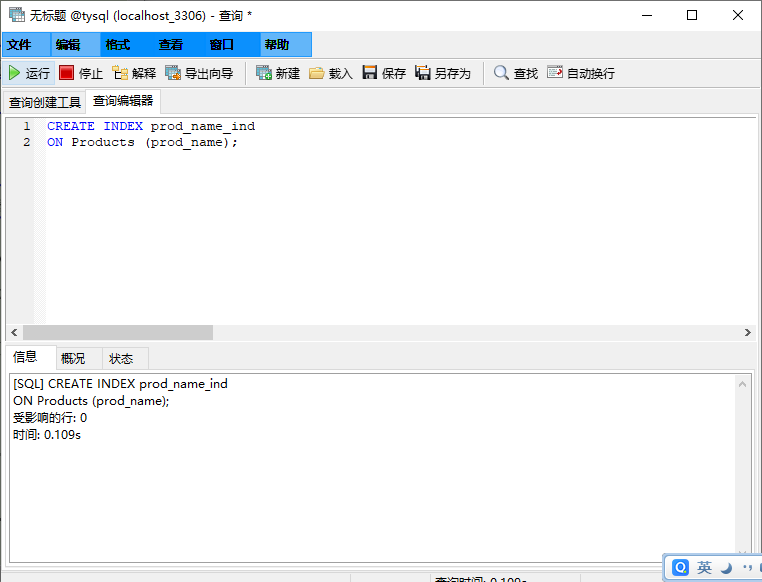 无标题 @tysql (localhost_3306) - 查询 *
文件 编辑 格式 查看 窗口 帮助
运行 停止 解释 导出向导 新建 载入 保存 另存为 查找 自动换行
查询创建工具 查询编辑器
1 CREATE INDEX prod_name_ind
2 ON Products (prod_name);
信息 概况 状态
[SQL] CREATE INDEX prod_name_ind
ON Products (prod_name);
受影响的行: 0
时间: 0.109s
查询时间: 0.109s
英